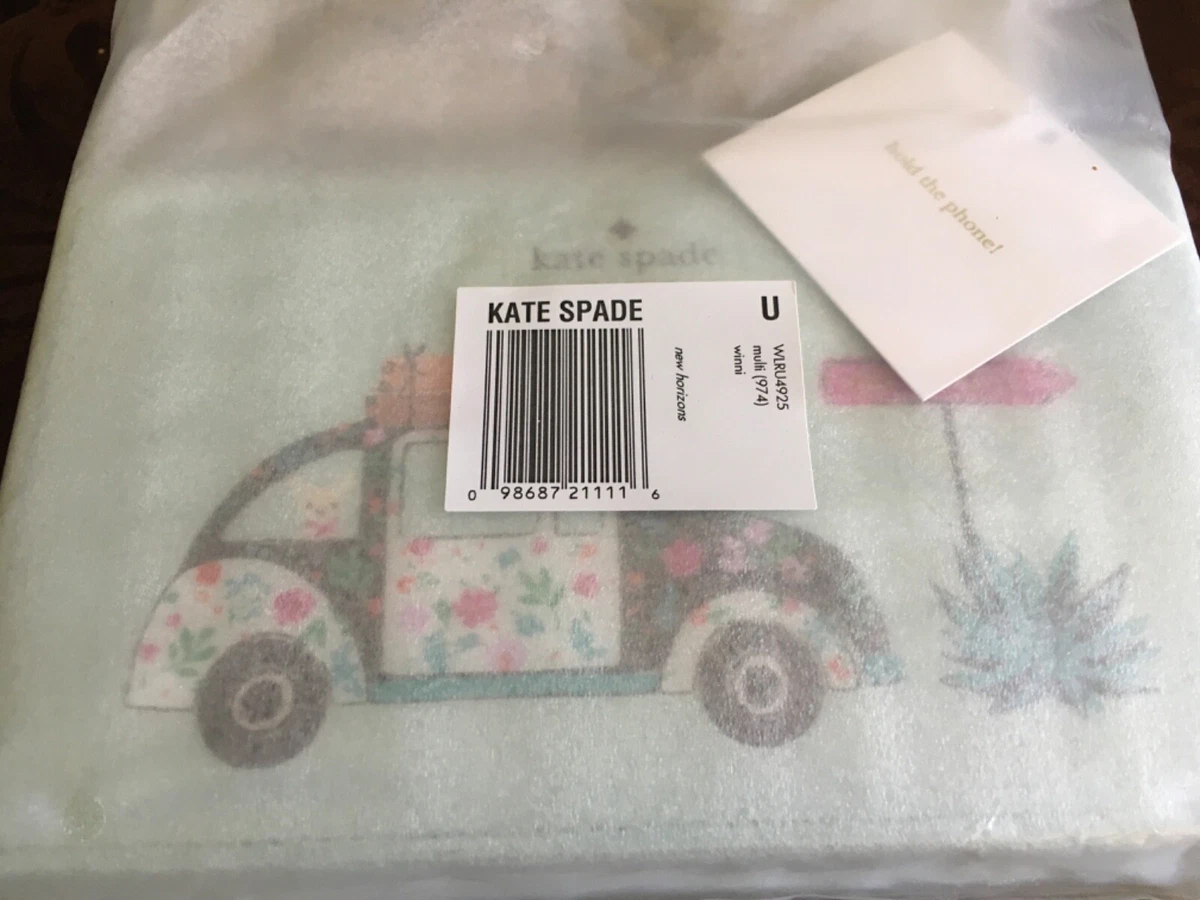 kate spade
hold the phone!
KATE SPADE
U
WLRU4925
multi (974)
winni
new horizons
0 98687 21111 6